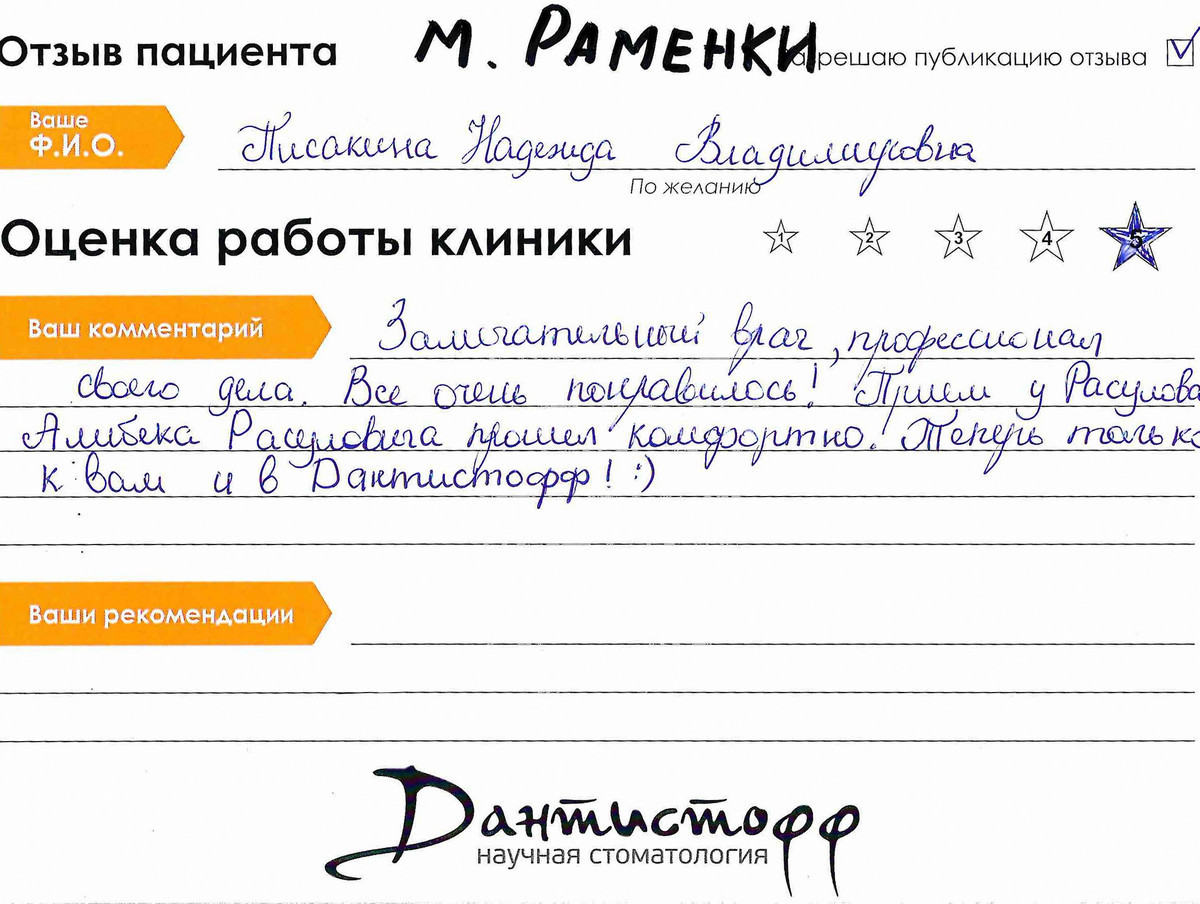 Отзыв пациента м. Раменки решаю публикацию отзыва
Ваше
Ф.И.О.
Писакина Надежда Владимировна
По желанию
Оценка работы клиники 1 2 3 4 5
Ваш комментарий
Замичательный врач, профессионал
своего дела. Все очень понравилось! Прием у Расулова
Алибека Расуловича прошел комфортно. Теперь только
к вам и в Дантистофф! :)
Ваши рекомендации
Дантистофф
научная стоматология